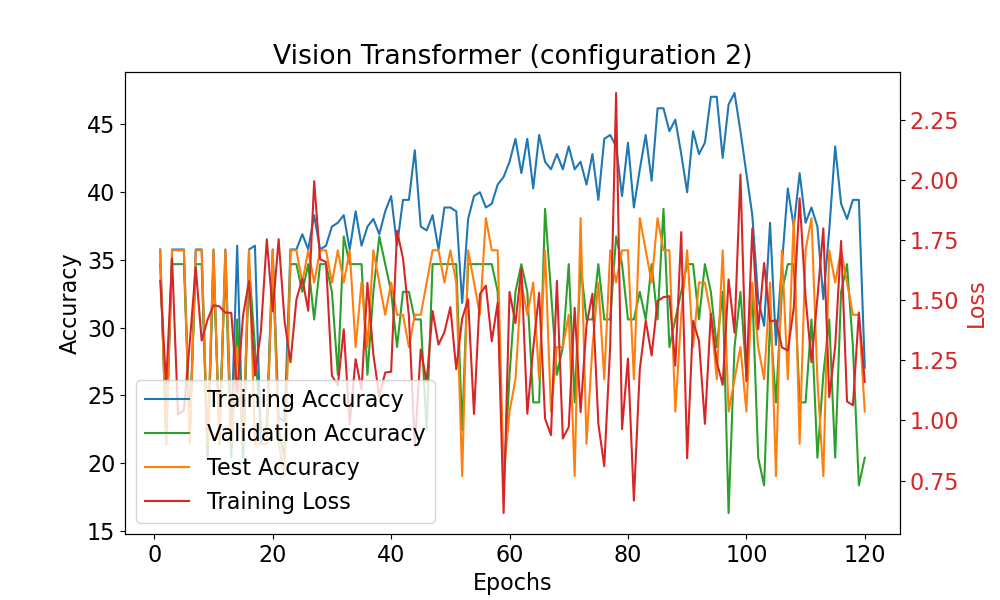 Vision Transformer (configuration 2)
45
40
35
30
25
20
15
Accuracy
2.25
2.00
1.75
1.50
1.25
1.00
0.75
Loss
Training Accuracy
Validation Accuracy
Test Accuracy
Training Loss
0 20 40 60 80 100 120
Epochs